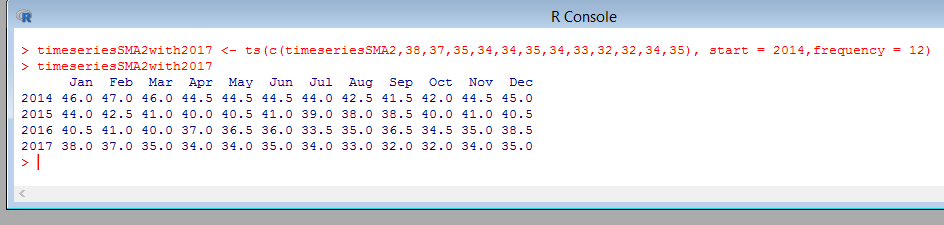 R Console
> timeseriesSMA2with2017 <- ts(c(timeseriesSMA2,38,37,35,34,34,35,34,33,32,32,34,35), start = 2014,frequency = 12)
> timeseriesSMA2with2017
Jan Feb Mar Apr May Jun Jul Aug Sep Oct Nov Dec
2014 46.0 47.0 46.0 44.5 44.5 44.5 44.0 42.5 41.5 42.0 44.5 45.0
2015 44.0 42.5 41.0 40.0 40.5 41.0 39.0 38.0 38.5 40.0 41.0 40.5
2016 40.5 41.0 40.0 37.0 36.5 36.0 33.5 35.0 36.5 34.5 35.0 38.5
2017 38.0 37.0 35.0 34.0 34.0 35.0 34.0 33.0 32.0 32.0 34.0 35.0
>